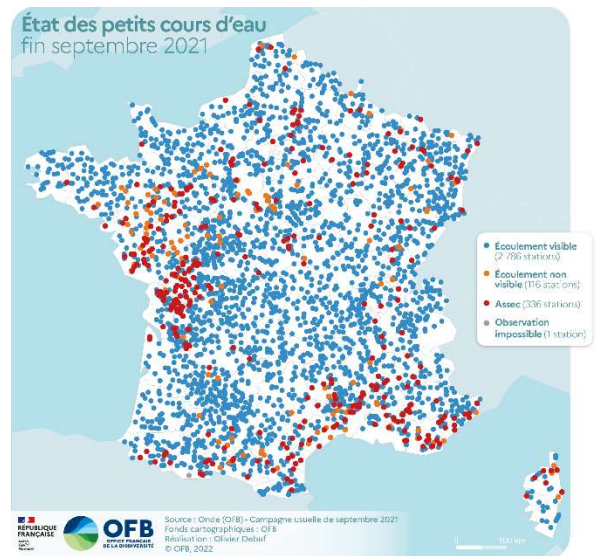 État des petits cours d'eau
fin septembre 2021
Écoulement visible
(2 786 stations)
Écoulement non
visible (116 stations)
Assec (336 stations)
Observation
impossible (1 station)
RÉPUBLIQUE
FRANÇAISE
OFB
OFFICE FRANÇAIS
DE LA BIODIVERSITÉ
Source : Onde (OFB) - Campagne usuelle de septembre 2021
Fonds cartographiques : OFB
Réalisation : Olivier Debuf
© OFB, 2022
0 100 km